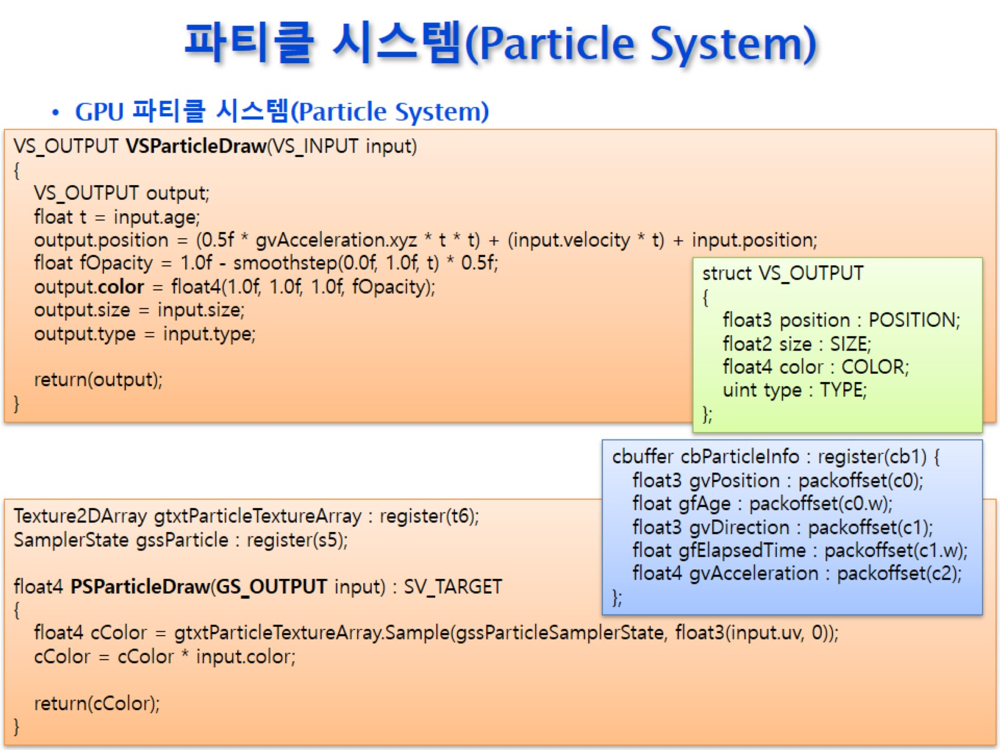 파티클 시스템(Particle System)
• GPU 파티클 시스템(Particle System)
VS_OUTPUT VSParticleDraw(VS_INPUT input)
{
    VS_OUTPUT output;
    float t = input.age;
    output.position = (0.5f * gvAcceleration.xyz * t * t) + (input.velocity * t) + input.position;
    float fOpacity = 1.0f - smoothstep(0.0f, 1.0f, t) * 0.5f;
    output.color = float4(1.0f, 1.0f, 1.0f, fOpacity);
    output.size = input.size;
    output.type = input.type;
    return(output);
}
struct VS_OUTPUT
{
    float3 position : POSITION;
    float2 size : SIZE;
    float4 color : COLOR;
    uint type : TYPE;
};
cbuffer cbParticleInfo : register(cb1) {
    float3 gvPosition : packoffset(c0);
    float gfAge : packoffset(c0.w);
    float3 gvDirection : packoffset(c1);
    float gfElapsedTime : packoffset(c1.w);
    float4 gvAcceleration : packoffset(c2);
};
Texture2DArray gtxtParticleTextureArray : register(t6);
SamplerState gssParticle : register(s5);
float4 PSParticleDraw(GS_OUTPUT input) : SV_TARGET
{
    float4 cColor = gtxtParticleTextureArray.Sample(gssParticleSamplerState, float3(input.uv, 0));
    cColor = cColor * input.color;
    return(cColor);
}